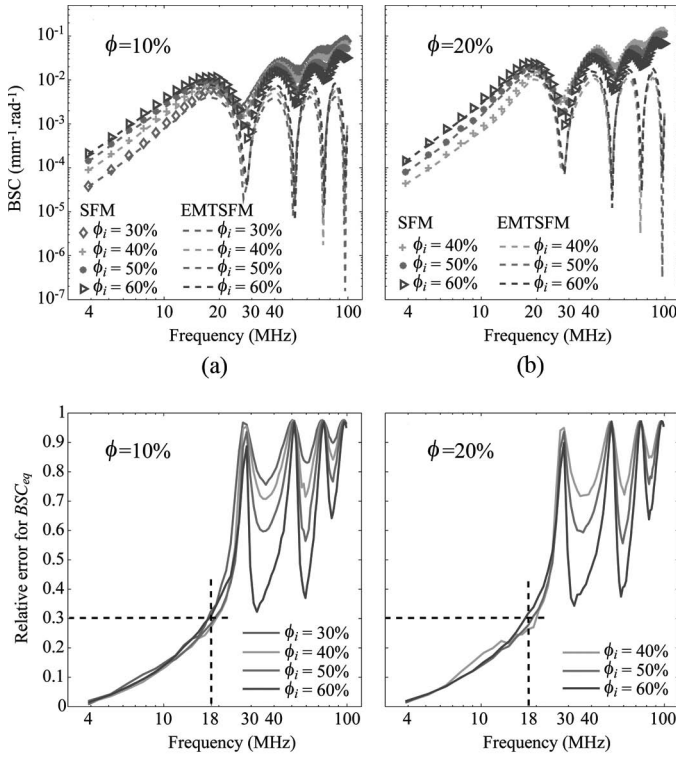 ϕ=10%
BSC (mm⁻¹.rad⁻¹)
10⁻¹
10⁻²
10⁻³
10⁻⁴
10⁻⁵
10⁻⁶
10⁻⁷
SFM EMTSFM
ϕᵢ = 30% ϕᵢ = 30%
ϕᵢ = 40% ϕᵢ = 40%
ϕᵢ = 50% ϕᵢ = 50%
ϕᵢ = 60% ϕᵢ = 60%
4 10 20 30 40 100
Frequency (MHz)
(a)
ϕ=20%
SFM EMTSFM
ϕᵢ = 40% ϕᵢ = 40%
ϕᵢ = 50% ϕᵢ = 50%
ϕᵢ = 60% ϕᵢ = 60%
4 10 20 30 40 100
Frequency (MHz)
(b)
ϕ=10%
Relative error for BSC_eq
1
0.9
0.8
0.7
0.6
0.5
0.4
0.3
0.2
0.1
0
ϕᵢ = 30%
ϕᵢ = 40%
ϕᵢ = 50%
ϕᵢ = 60%
4 10 18 30 40 100
Frequency (MHz)
ϕ=20%
ϕᵢ = 40%
ϕᵢ = 50%
ϕᵢ = 60%
4 10 18 30 40 100
Frequency (MHz)